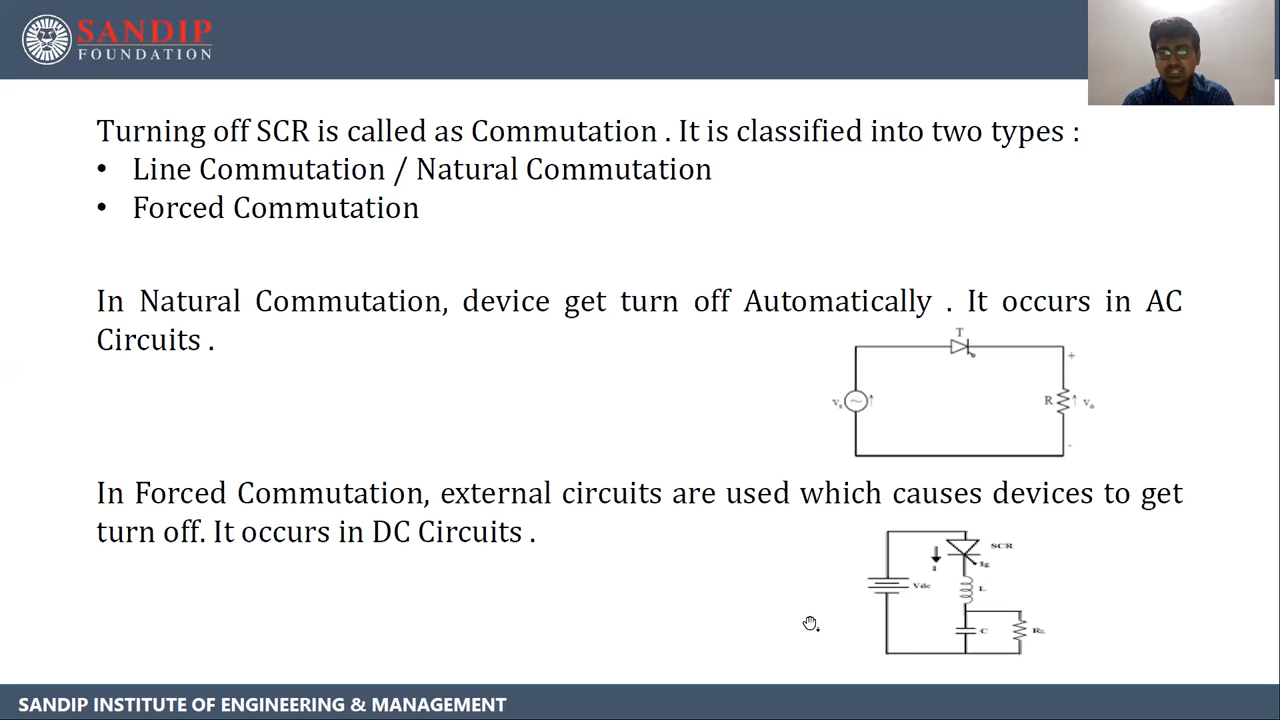 SANDIP
FOUNDATION
Turning off SCR is called as Commutation . It is classified into two types :
• Line Commutation / Natural Commutation
• Forced Commutation
In Natural Commutation, device get turn off Automatically . It occurs in AC
Circuits .
T
+
vs
R
vo
-
In Forced Commutation, external circuits are used which causes devices to get
turn off. It occurs in DC Circuits .
SCR
Ig
Vdc
L
C
SANDIP INSTITUTE OF ENGINEERING & MANAGEMENT